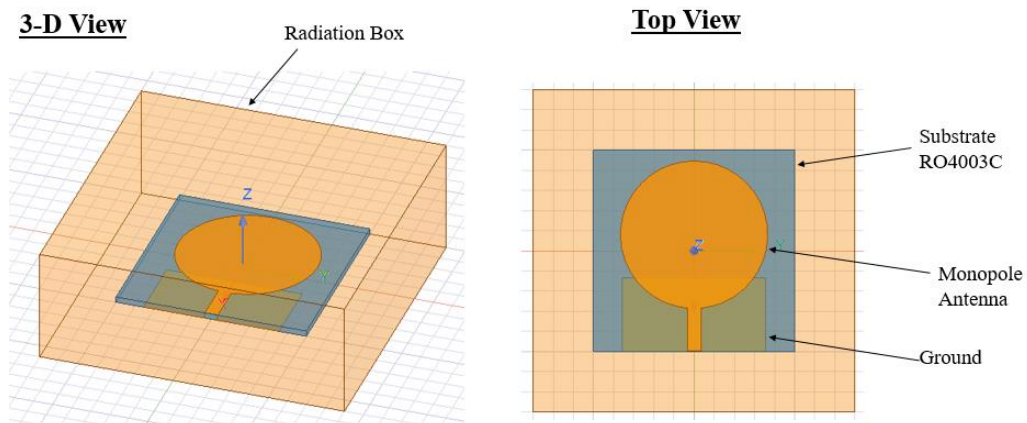 3-D View
Radiation Box
Z
Y
Top View
Substrate
RO4003C
Z
Y
Monopole
Antenna
Ground